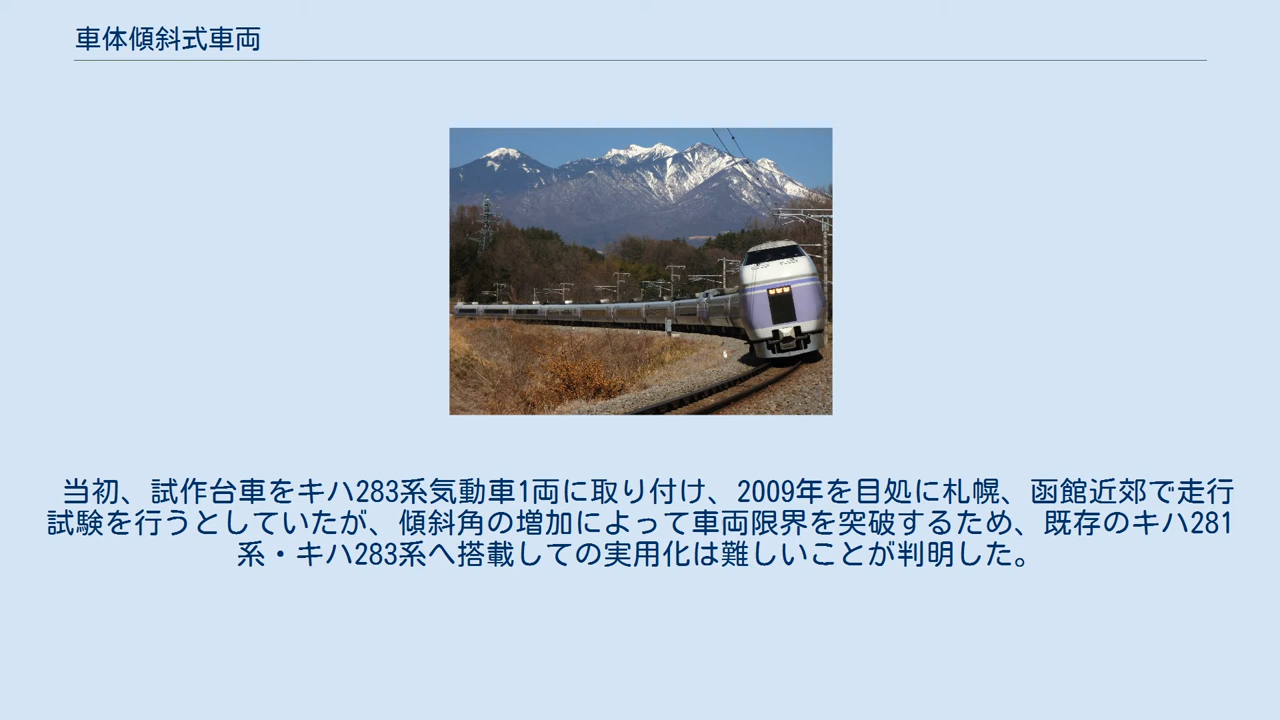 車体傾斜式車両
当初、試作台車をキハ283系気動車1両に取り付け、2009年を目処に札幌、函館近郊で走行
試験を行うとしていたが、傾斜角の増加によって車両限界を突破するため、既存のキハ281
系・キハ283系へ搭載しての実用化は難しいことが判明した。